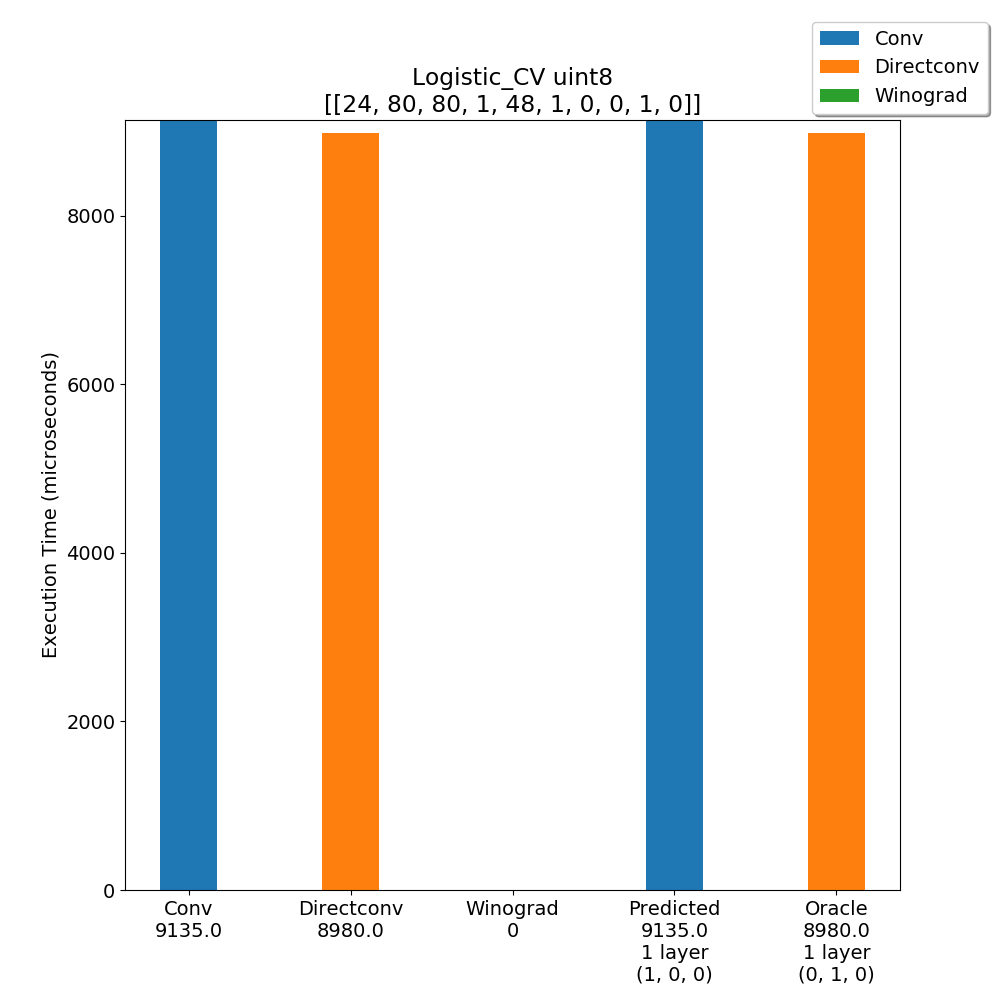 Conv
Directconv
Winograd
Logistic_CV uint8
[[24, 80, 80, 1, 48, 1, 0, 0, 1, 0]]
Execution Time (microseconds)
8000
6000
4000
2000
0
Conv
9135.0
Directconv
8980.0
Winograd
0
Predicted
9135.0
1 layer
(1, 0, 0)
Oracle
8980.0
1 layer
(0, 1, 0)